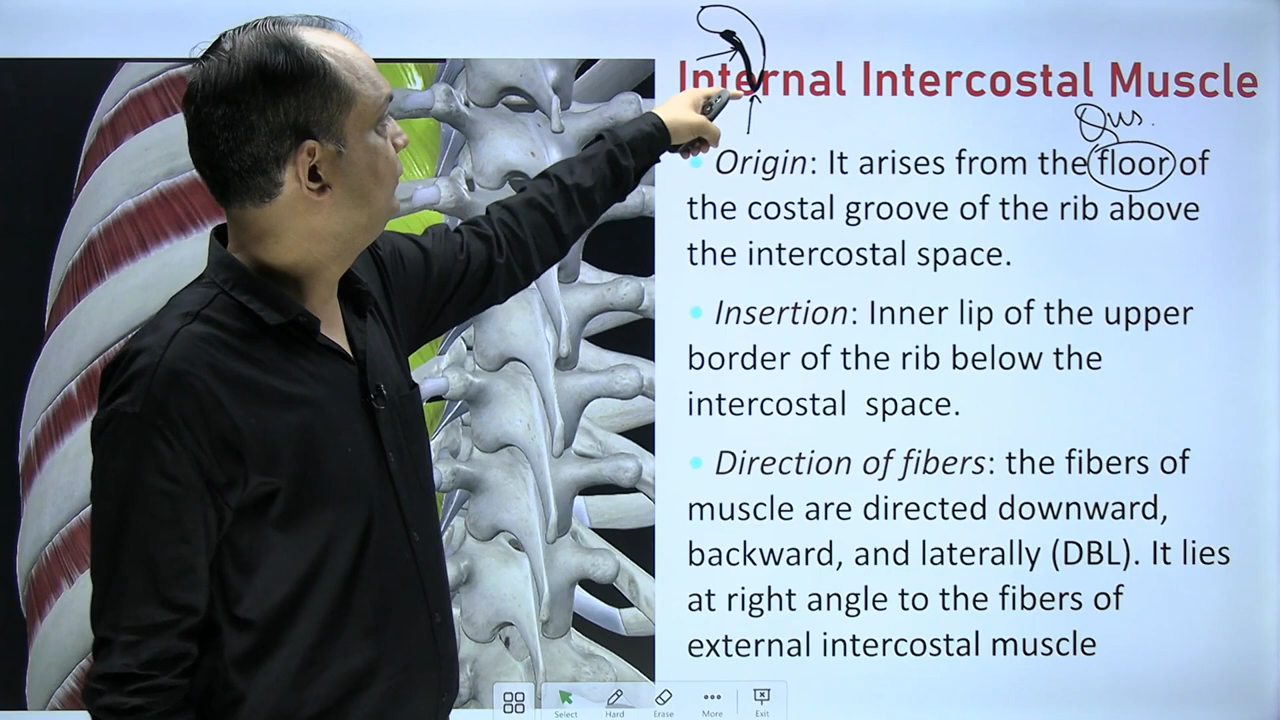 Internal Intercostal Muscle
Qus.
• Origin: It arises from the floor of
the costal groove of the rib above
the intercostal space.
• Insertion: Inner lip of the upper
border of the rib below the
intercostal space.
• Direction of fibers: the fibers of
muscle are directed downward,
backward, and laterally (DBL). It lies
at right angle to the fibers of
external intercostal muscle
Select Hard Erase More Exit